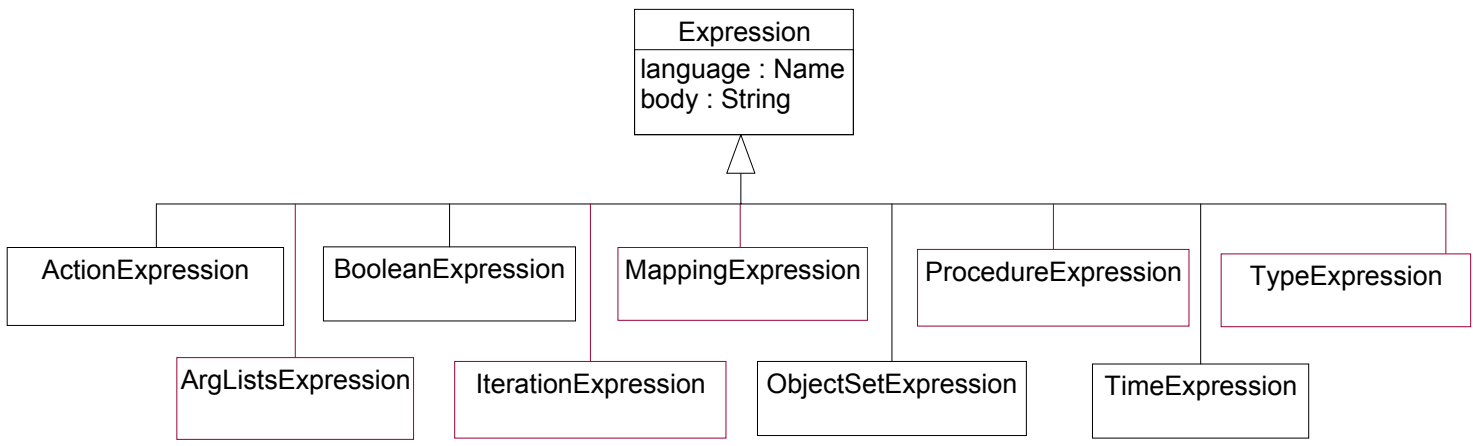 Expression
language : Name
body : String
ActionExpression
BooleanExpression
MappingExpression
ProcedureExpression
TypeExpression
ArgListsExpression
IterationExpression
ObjectSetExpression
TimeExpression